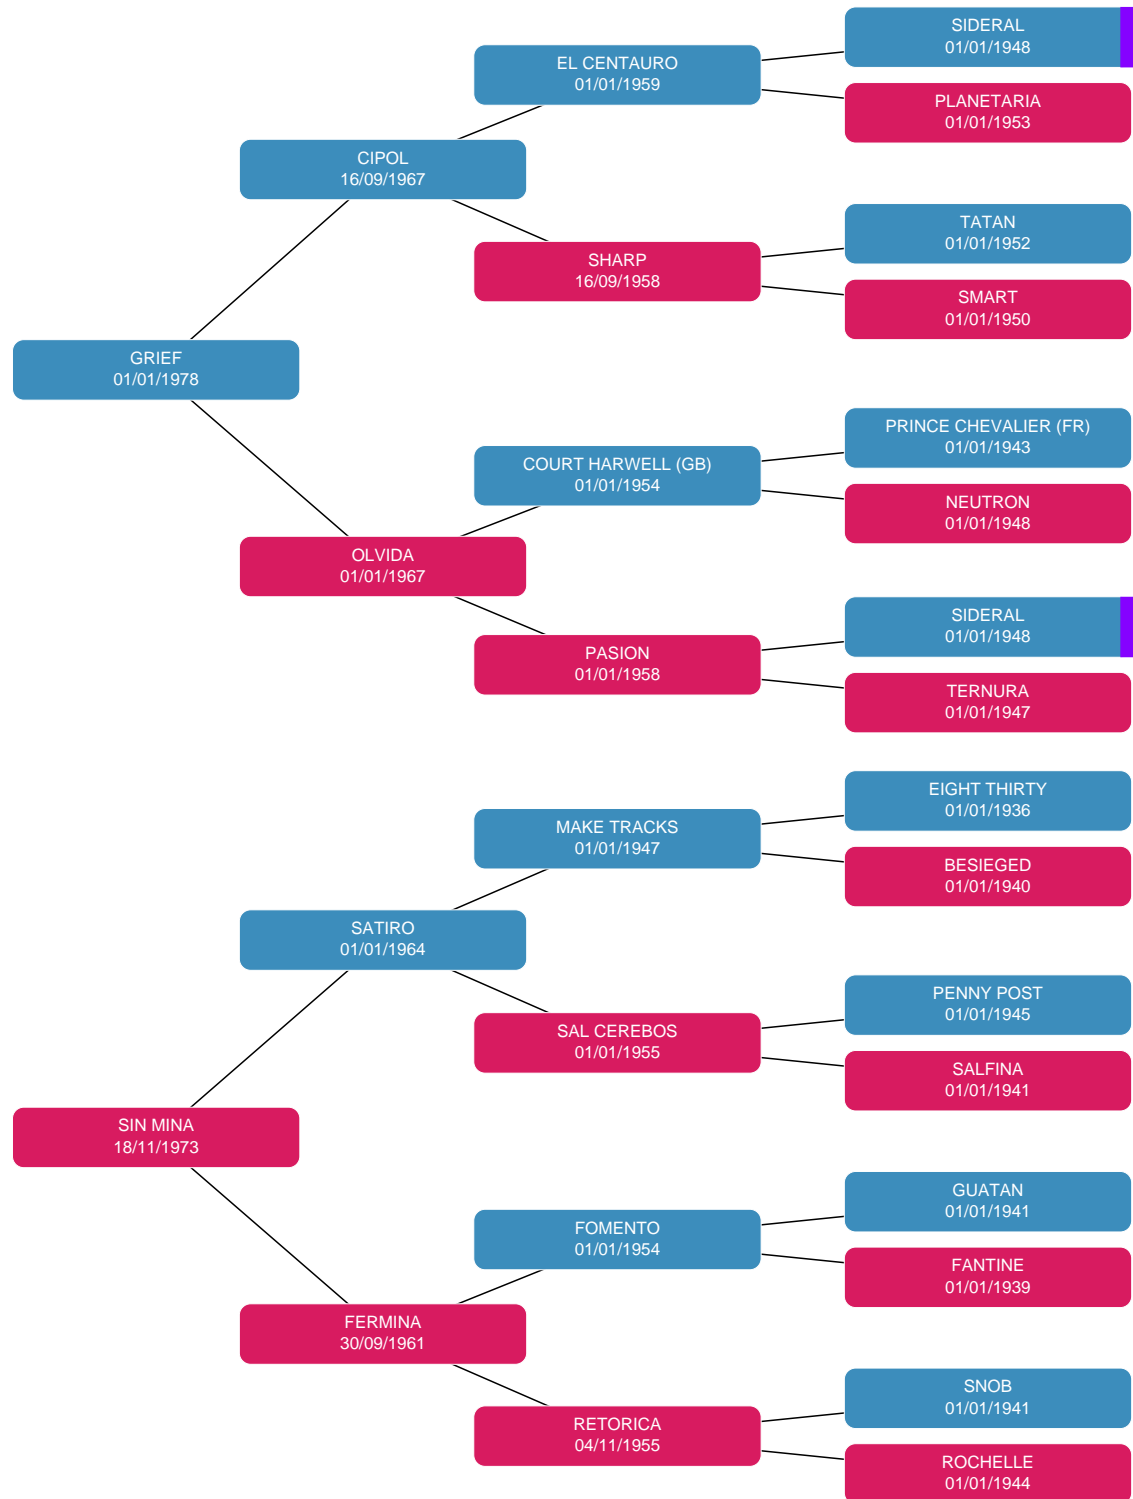 SIDERAL
01/01/1948
EL CENTAURO
01/01/1959
PLANETARIA
01/01/1953
CIPOL
16/09/1967
TATAN
01/01/1952
SHARP
16/09/1958
SMART
01/01/1950
GRIEF
01/01/1978
PRINCE CHEVALIER (FR)
01/01/1943
COURT HARWELL (GB)
01/01/1954
NEUTRON
01/01/1948
OLVIDA
01/01/1967
SIDERAL
01/01/1948
PASION
01/01/1958
TERNURA
01/01/1947
EIGHT THIRTY
01/01/1936
MAKE TRACKS
01/01/1947
BESIEGED
01/01/1940
SATIRO
01/01/1964
PENNY POST
01/01/1945
SAL CEREBOS
01/01/1955
SALFINA
01/01/1941
SIN MINA
18/11/1973
GUATAN
01/01/1941
FOMENTO
01/01/1954
FANTINE
01/01/1939
FERMINA
30/09/1961
SNOB
01/01/1941
RETORICA
04/11/1955
ROCHELLE
01/01/1944